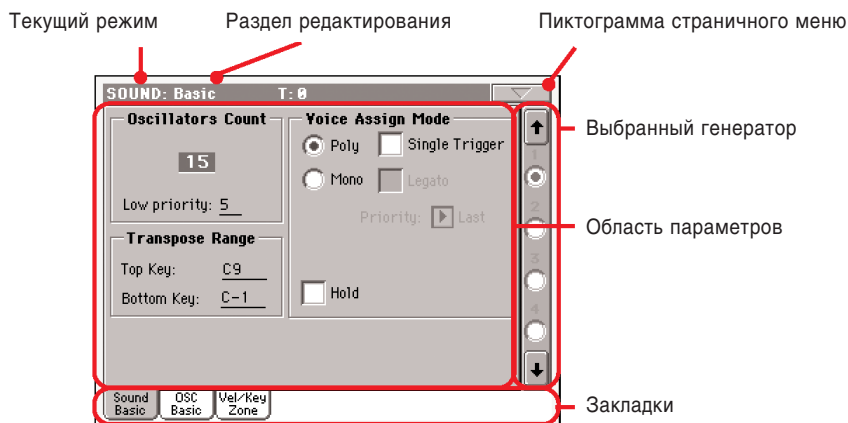 Текущий режим
Раздел редактирования
Пиктограмма страничного меню
SOUND: Basic T:0
Oscillators Count
15
Low priority: 5
Transpose Range
Top Key: C9
Bottom Key: C-1
Voice Assign Mode
Poly Single Trigger
Mono Legato
Priority: Last
Hold
1
2
3
4
Выбранный генератор
Область параметров
Sound Basic
OSC Basic
Vel/Key Zone
Закладки